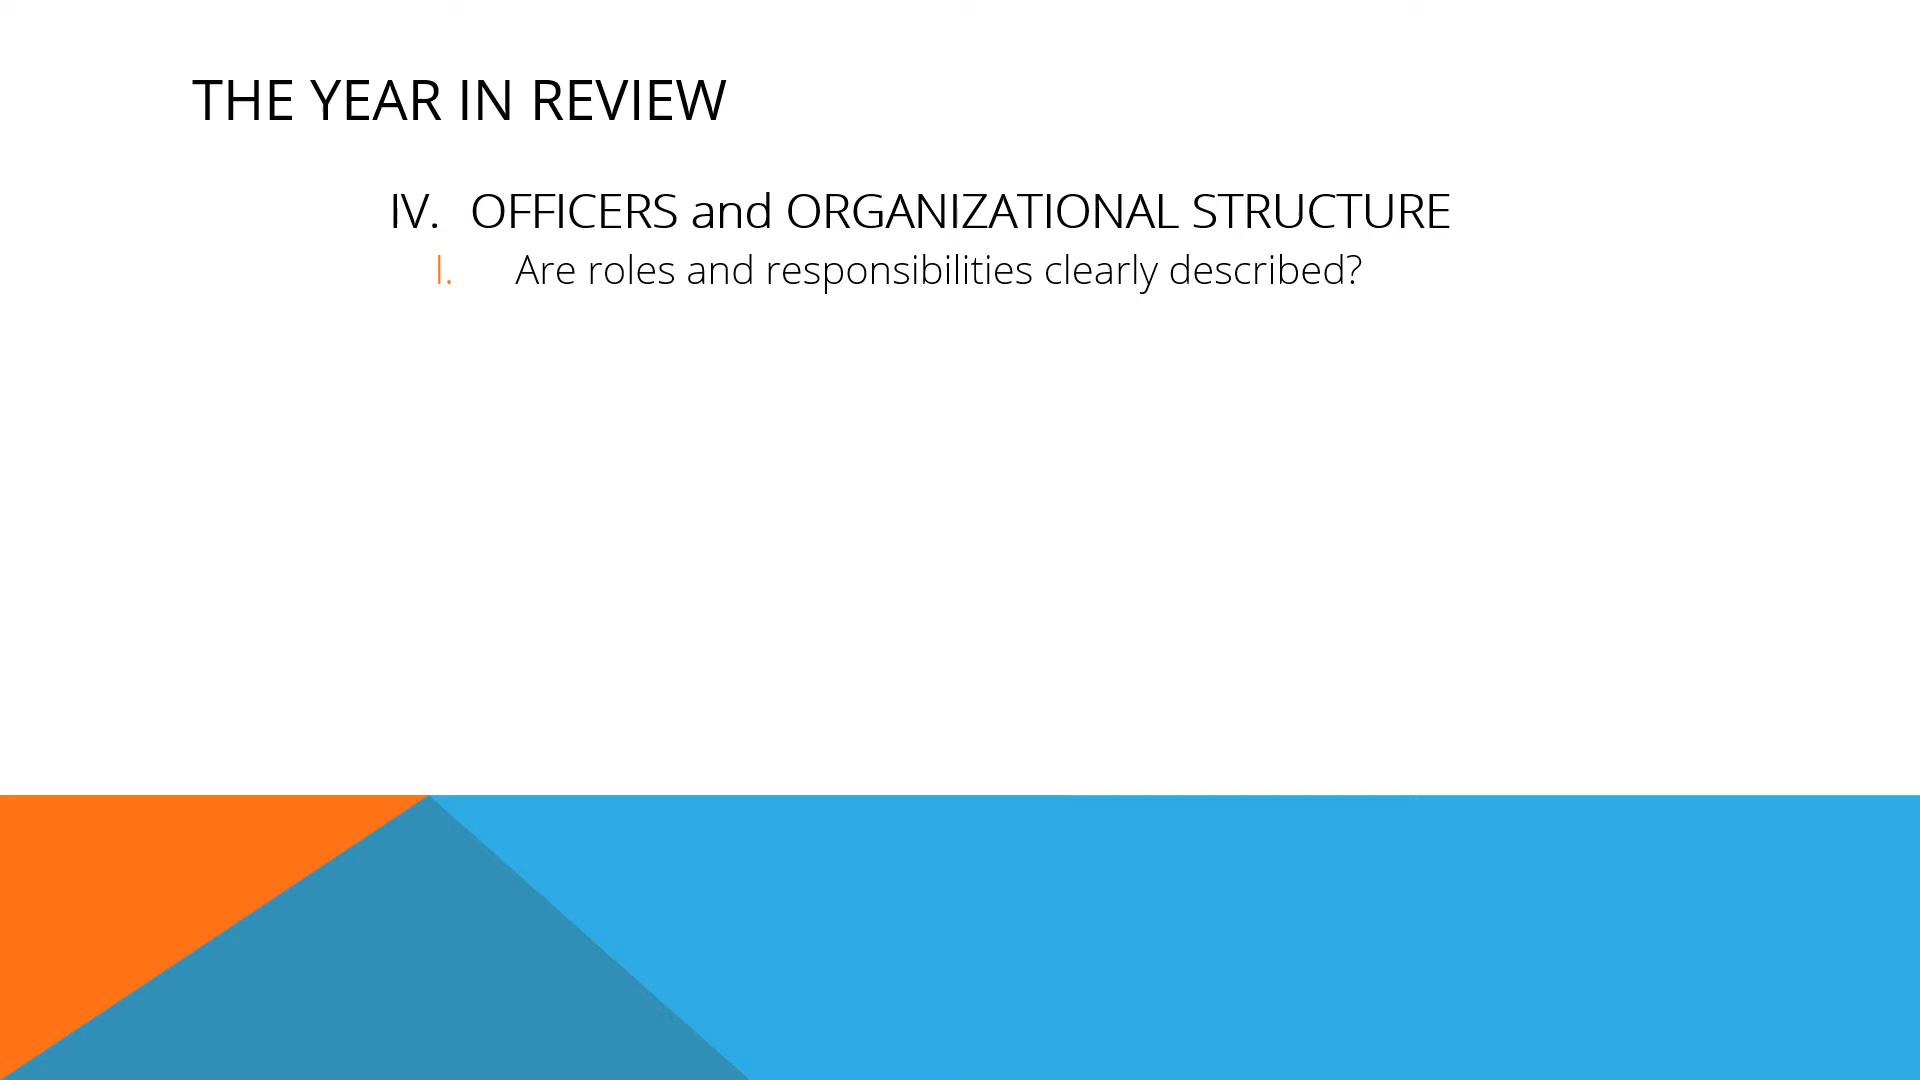 THE YEAR IN REVIEW
IV. OFFICERS and ORGANIZATIONAL STRUCTURE
I. Are roles and responsibilities clearly described?